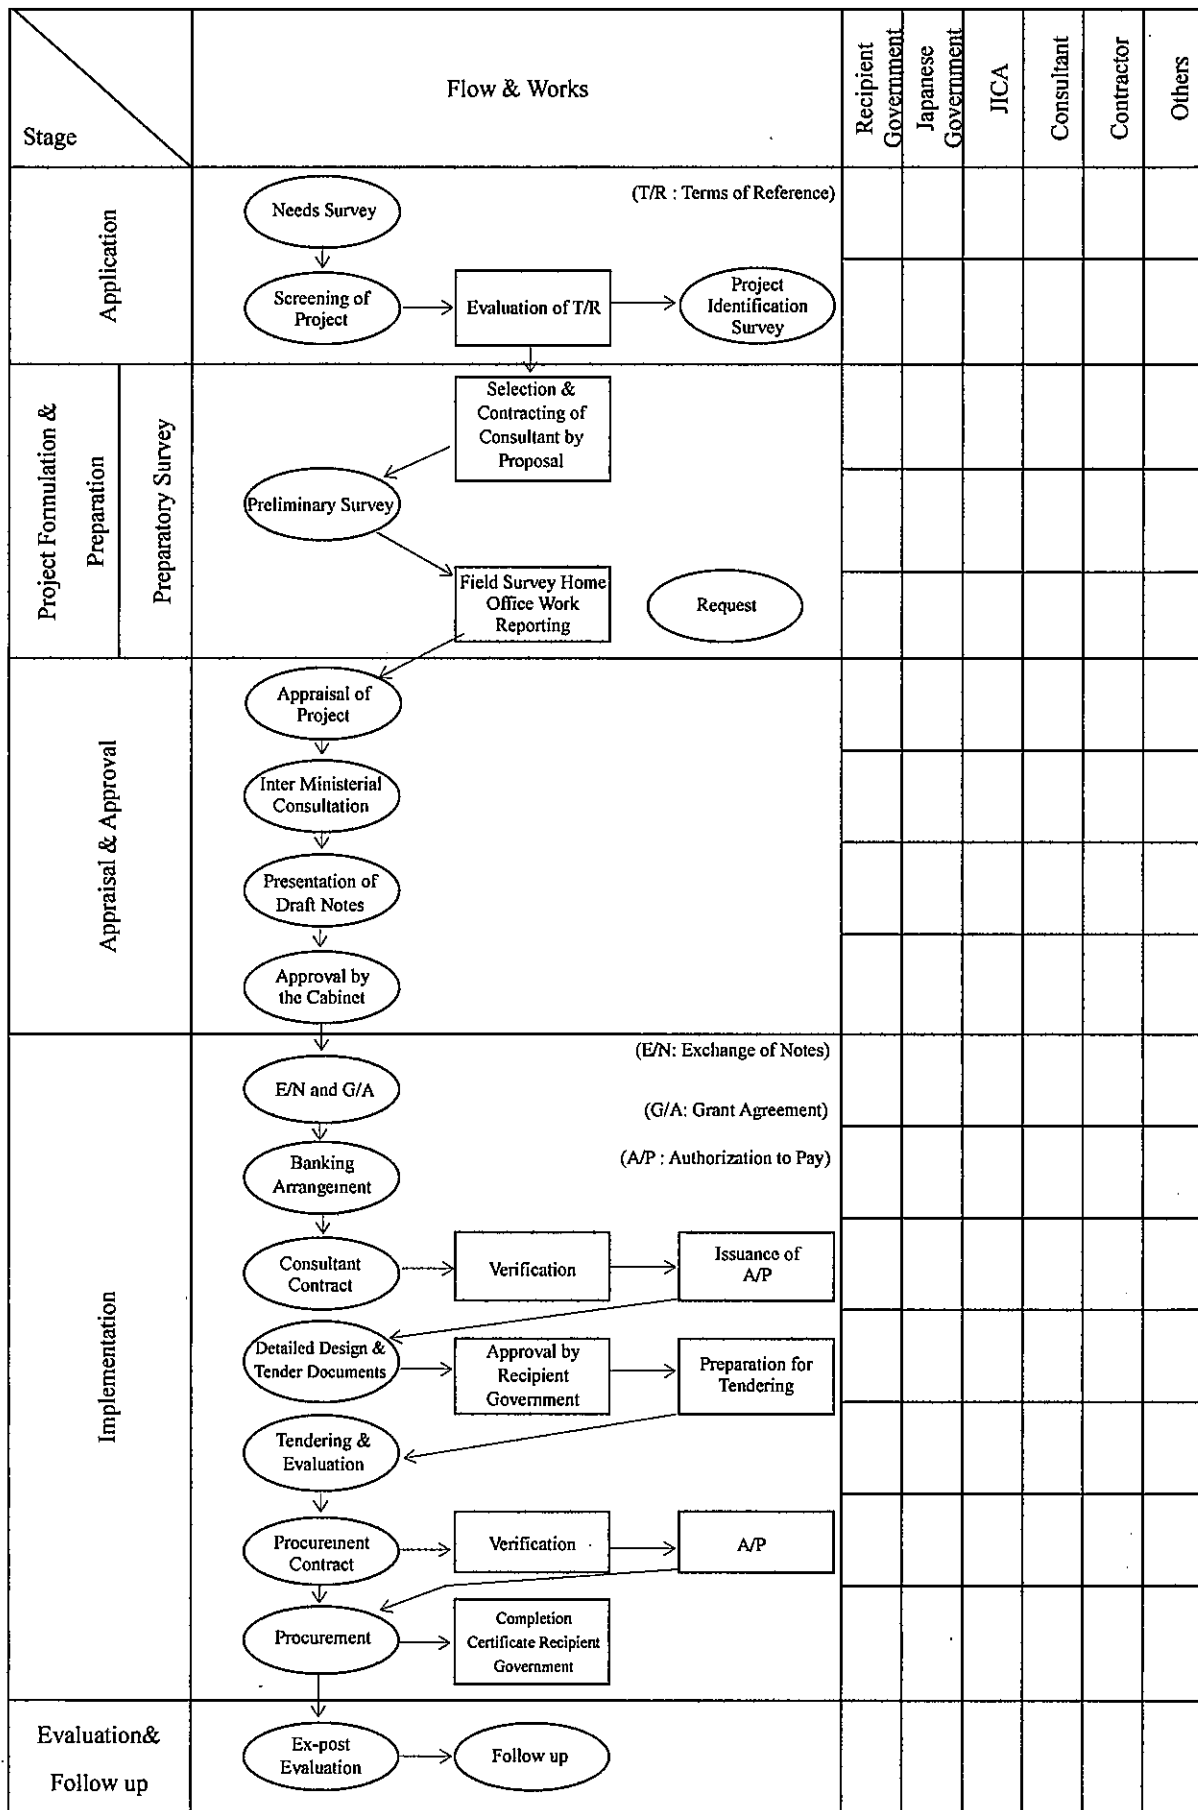 Stage
Flow & Works
Recipient
Government
Japanese
Government
JICA
Consultant
Contractor
Others
Application
(T/R : Terms of Reference)
Needs Survey
Screening of
Project
Evaluation of T/R
Project
Identification
Survey
Project Formulation &
Preparation
Preparatory Survey
Selection &
Contracting of
Consultant by
Proposal
Preliminary Survey
Field Survey Home
Office Work
Reporting
Request
Appraisal & Approval
Appraisal of
Project
Inter Ministerial
Consultation
Presentation of
Draft Notes
Approval by
the Cabinet
Implementation
(E/N: Exchange of Notes)
E/N and G/A
(G/A: Grant Agreement)
(A/P : Authorization to Pay)
Banking
Arrangement
Consultant
Contract
Verification
Issuance of
A/P
Detailed Design &
Tender Documents
Approval by
Recipient
Government
Preparation for
Tendering
Tendering &
Evaluation
Procurement
Contract
Verification
A/P
Procurement
Completion
Certificate Recipient
Government
Evaluation&
Follow up
Ex-post
Evaluation
Follow up